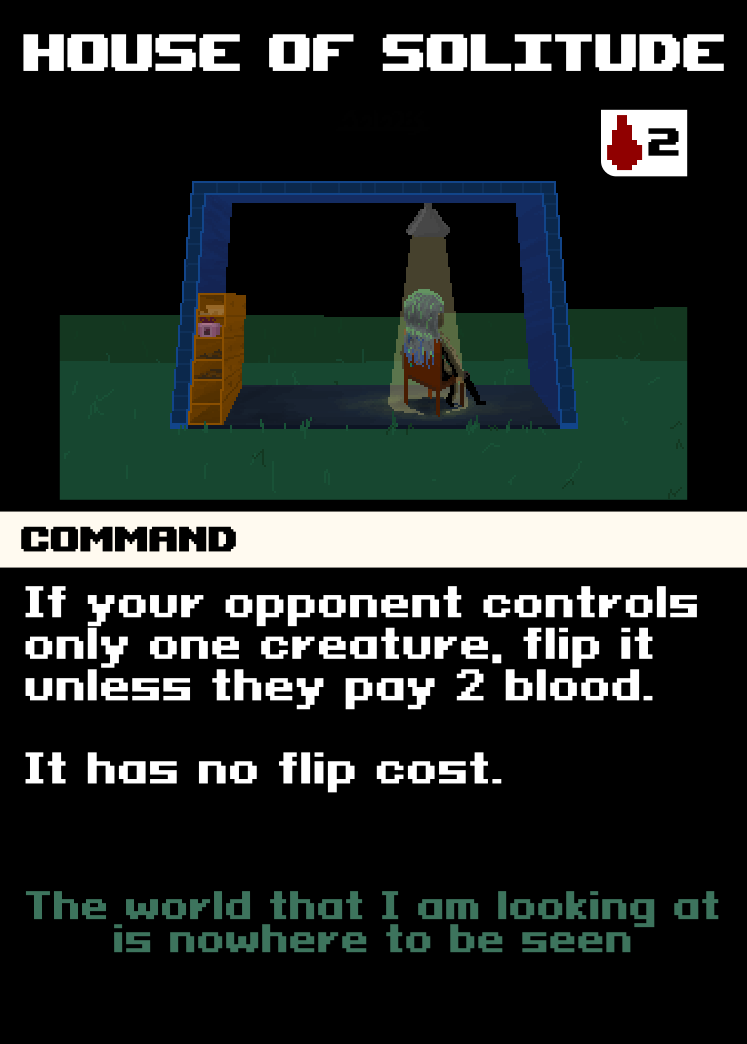 HOUSE OF SOLITUDE
2
COMMAND
If your opponent controls
only one creature, flip it
unless they pay 2 blood.
It has no flip cost.
The world that I am looking at
is nowhere to be seen